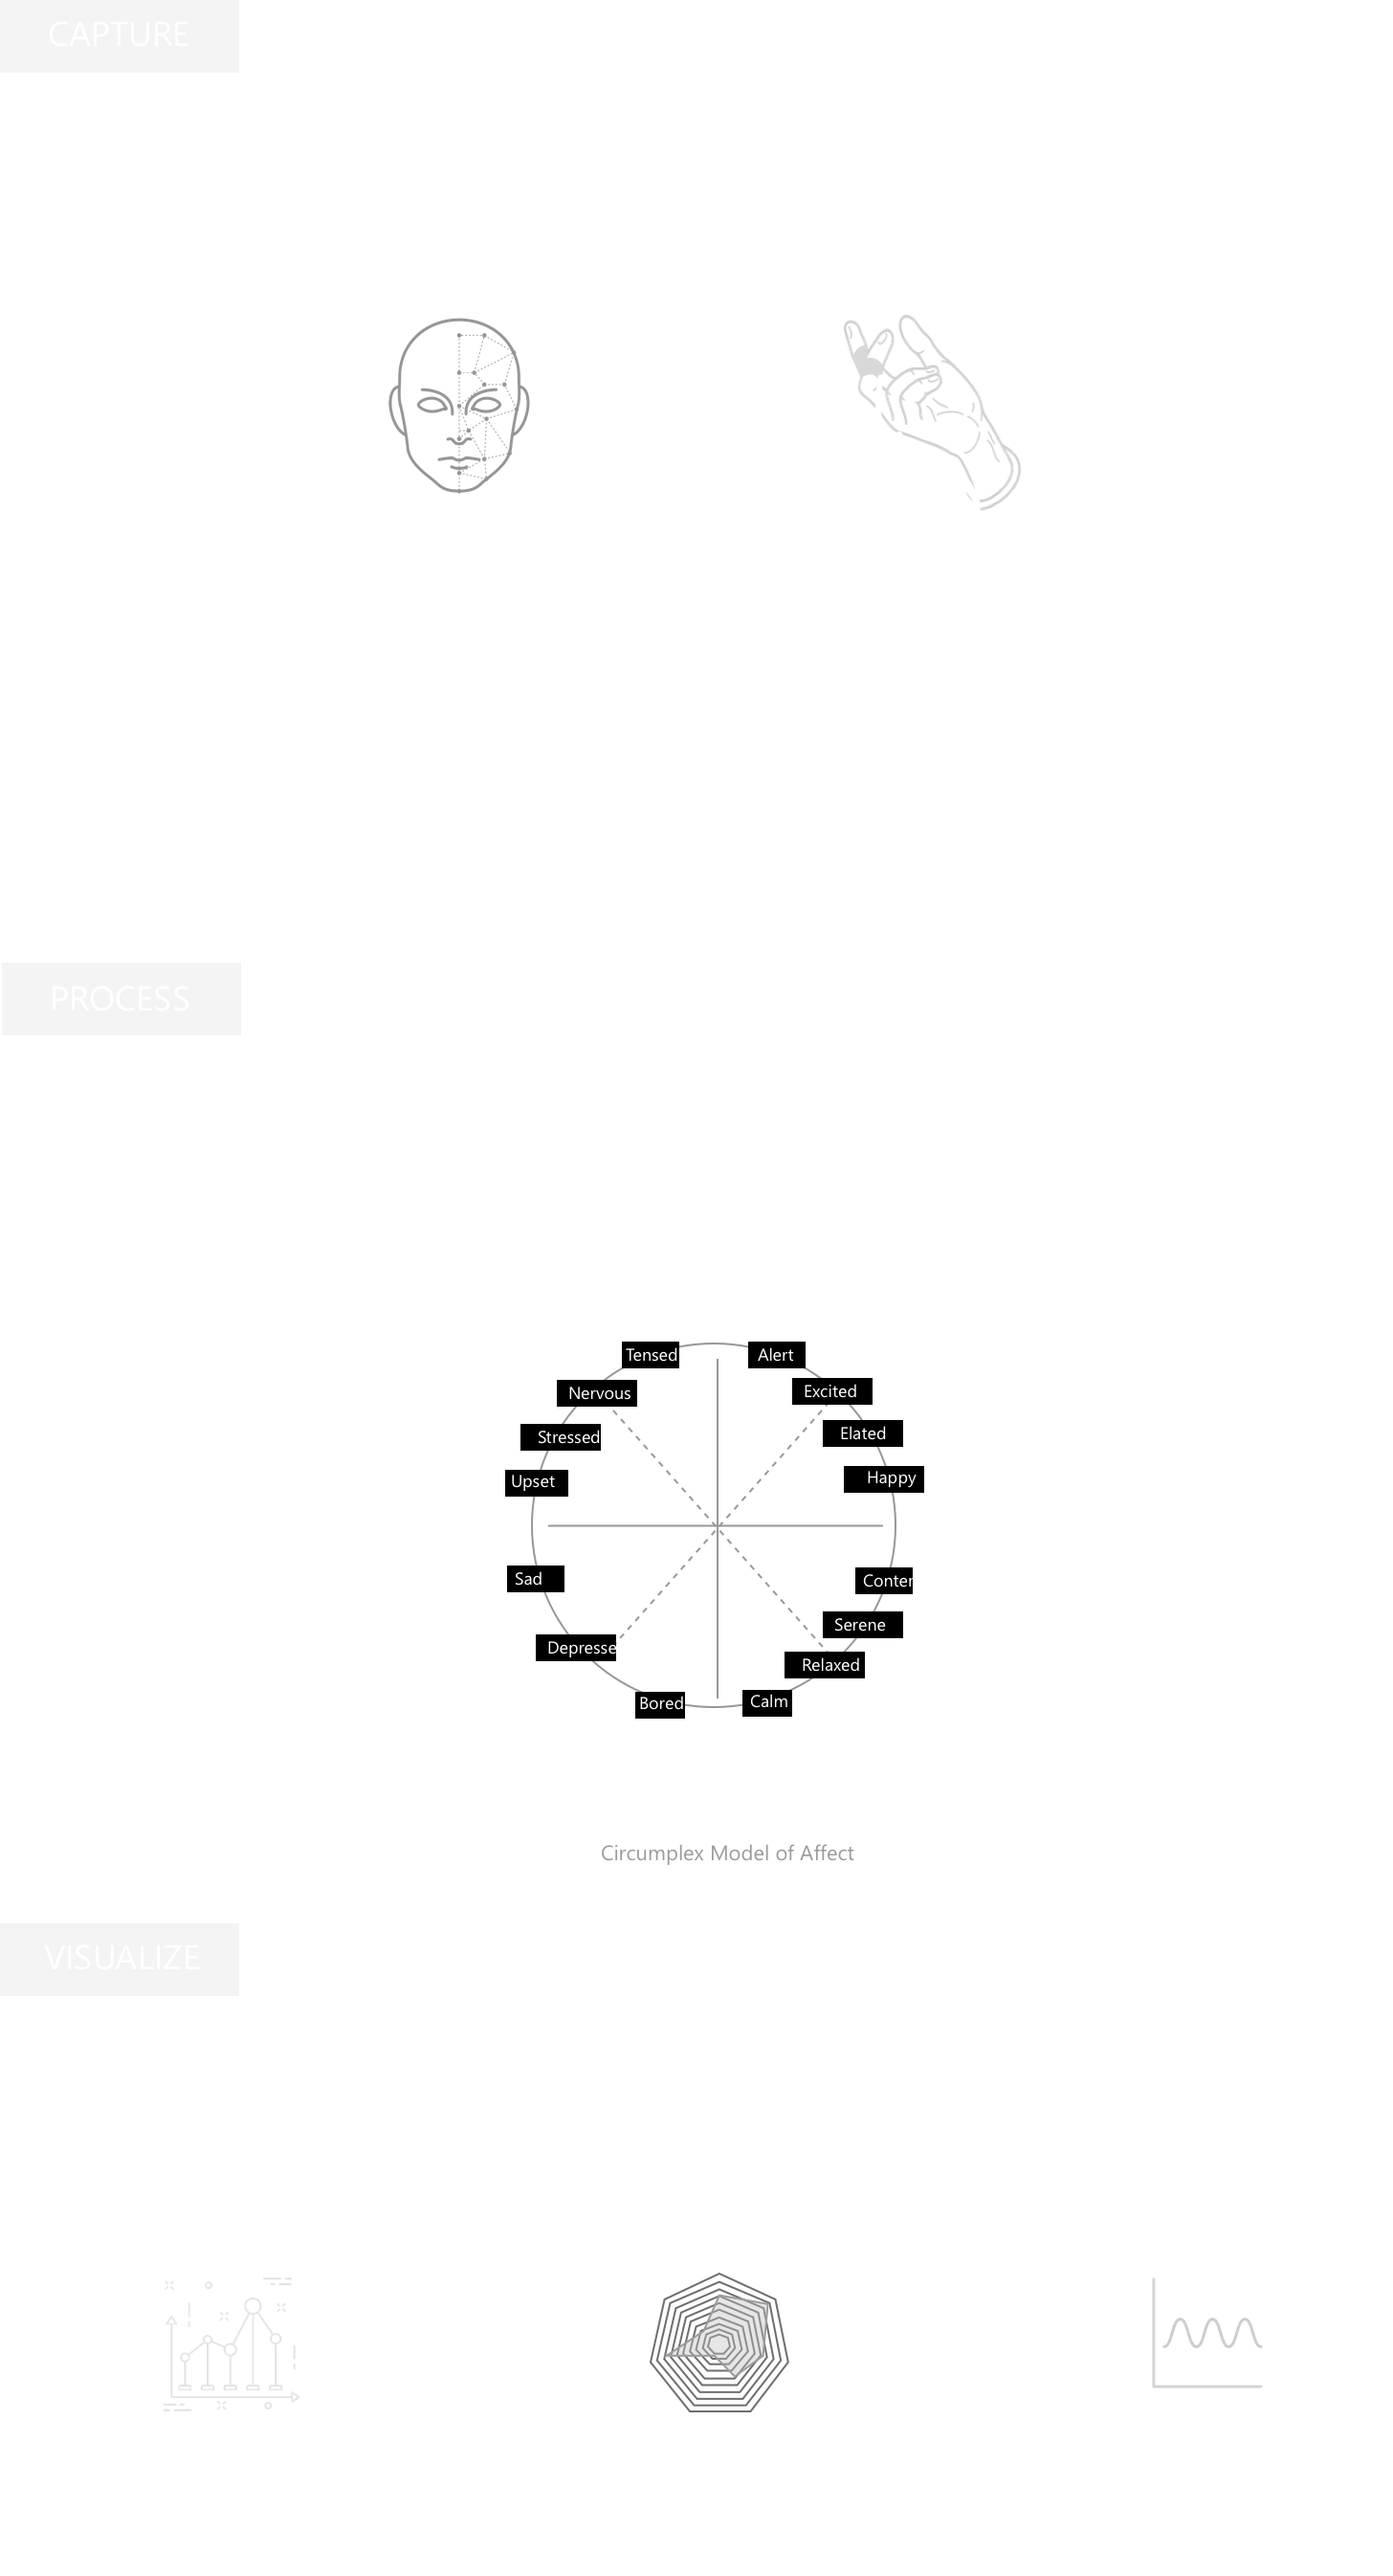 CAPTURE
PROCESS
Tensed
Alert
Nervous
Excited
Stressed
Elated
Upset
Happy
Sad
Conten
Serene
Depresse
Relaxed
Bored
Calm
Circumplex Model of Affect
VISUALIZE